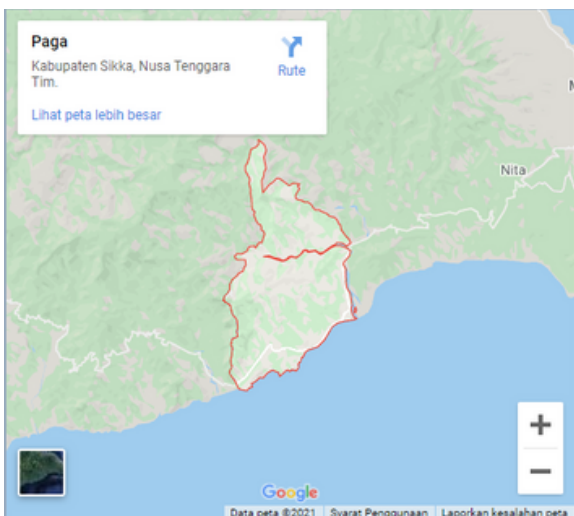 Paga
Kabupaten Sikka, Nusa Tenggara
Tim.
Rute
Lihat peta lebih besar
Nita
Google
Data peta ©2021 Syarat Penggunaan Laporkan kesalahan peta